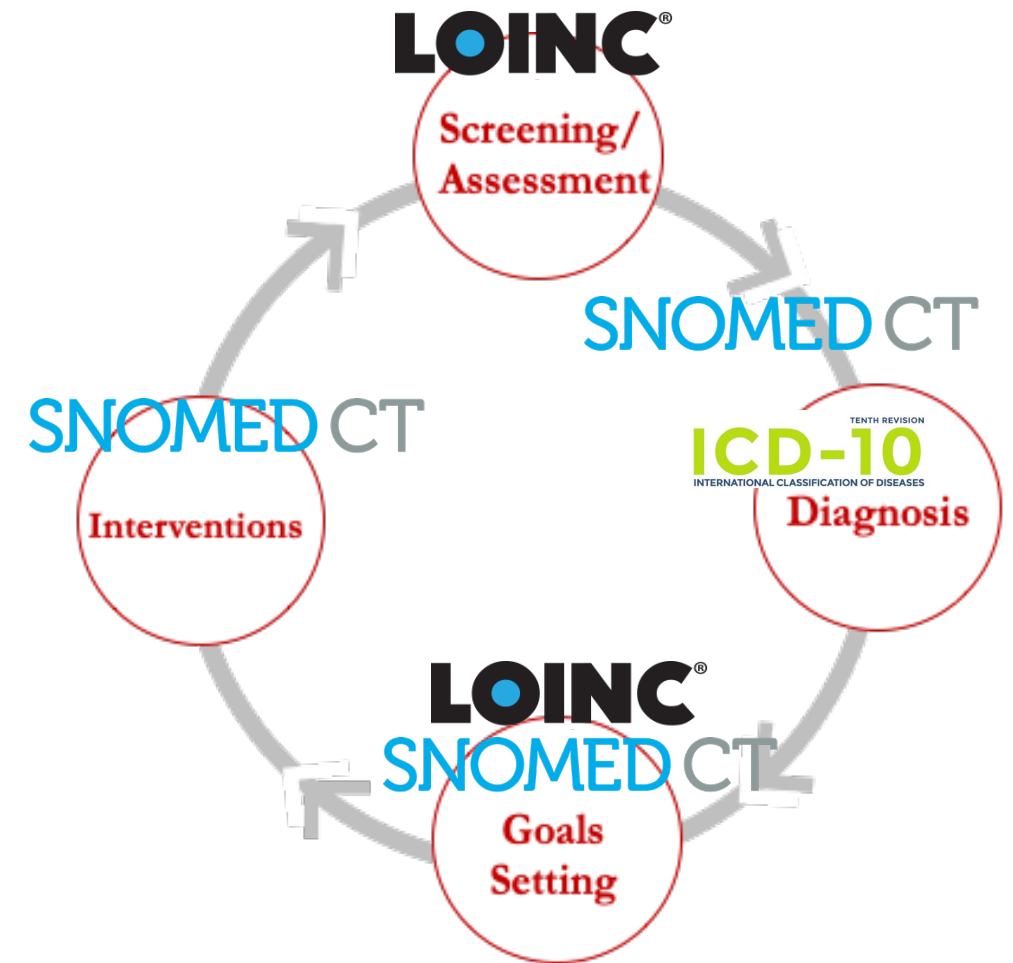 LOINC®
Screening/
Assessment
SNOMED CT
TENTH REVISION
ICD-10
INTERNATIONAL CLASSIFICATION OF DISEASES
Diagnosis
LOINC®
SNOMED CT
Goals
Setting
SNOMED CT
Interventions